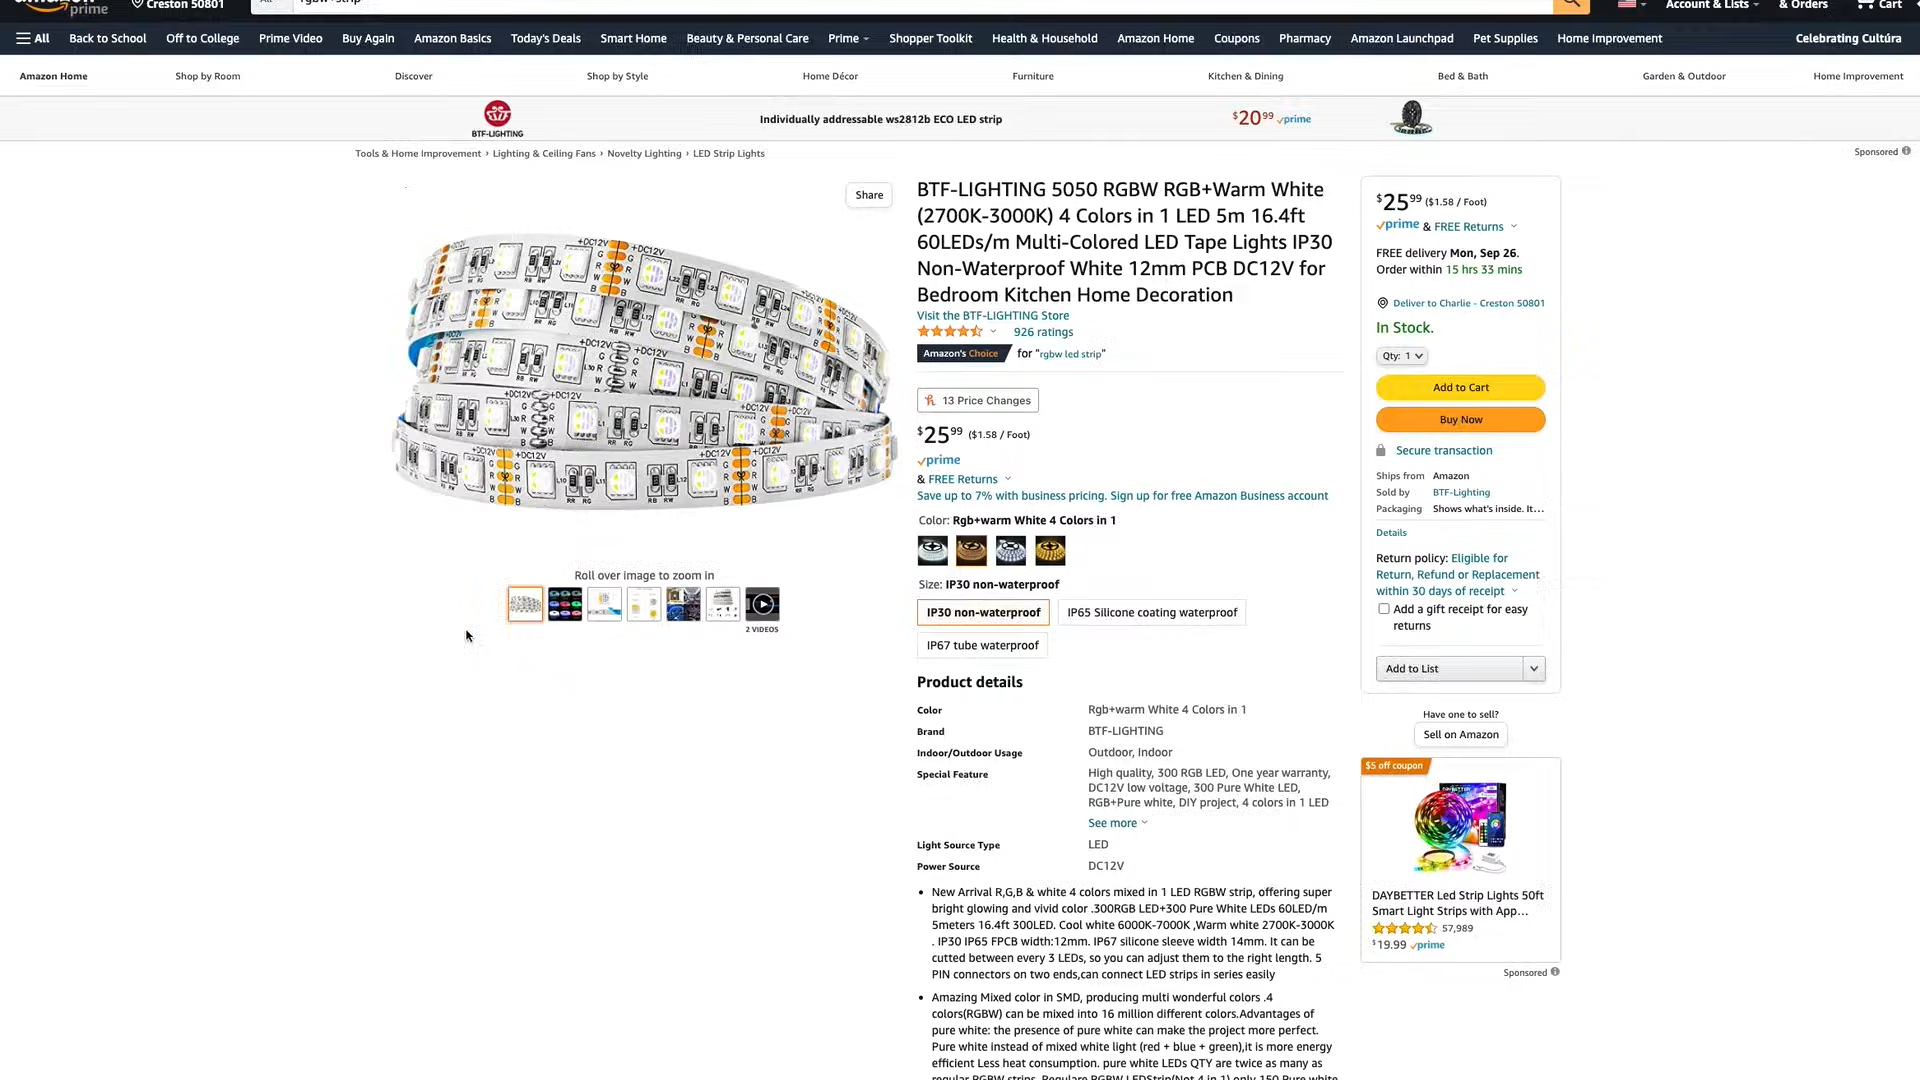 prime
Creston 50801
Account & Lists
& Orders
Cart
All
Back to School
Off to College
Prime Video
Buy Again
Amazon Basics
Today's Deals
Smart Home
Beauty & Personal Care
Prime
Shopper Toolkit
Health & Household
Amazon Home
Coupons
Pharmacy
Amazon Launchpad
Pet Supplies
Home Improvement
Celebrating Cultúra
Amazon Home
Shop by Room
Discover
Shop by Style
Home Décor
Furniture
Kitchen & Dining
Bed & Bath
Garden & Outdoor
Home Improvement
BTF-LIGHTING
Individually addressable ws2812b ECO LED strip
$20.99 prime
Tools & Home Improvement › Lighting & Ceiling Fans › Novelty Lighting › LED Strip Lights
Sponsored
Share
Roll over image to zoom in
2 VIDEOS
BTF-LIGHTING 5050 RGBW RGB+Warm White
(2700K-3000K) 4 Colors in 1 LED 5m 16.4ft
60LEDs/m Multi-Colored LED Tape Lights IP30
Non-Waterproof White 12mm PCB DC12V for
Bedroom Kitchen Home Decoration
Visit the BTF-LIGHTING Store
926 ratings
Amazon's Choice for "rgbw led strip"
13 Price Changes
$25.99 ($1.58 / Foot)
prime
& FREE Returns
Save up to 7% with business pricing. Sign up for free Amazon Business account
Color: Rgb+warm White 4 Colors in 1
Size: IP30 non-waterproof
IP30 non-waterproof
IP65 Silicone coating waterproof
IP67 tube waterproof
Product details
Color Rgb+warm White 4 Colors in 1
Brand BTF-LIGHTING
Indoor/Outdoor Usage Outdoor, Indoor
Special Feature High quality, 300 RGB LED, One year warranty,
DC12V low voltage, 300 Pure White LED,
RGB+Pure white, DIY project, 4 colors in 1 LED
See more
Light Source Type LED
Power Source DC12V
• New Arrival R,G,B & white 4 colors mixed in 1 LED RGBW strip, offering super
bright glowing and vivid color .300RGB LED+300 Pure White LEDs 60LED/m
5meters 16.4ft 300LED. Cool white 6000K-7000K ,Warm white 2700K-3000K
. IP30 IP65 FPCB width:12mm. IP67 silicone sleeve width 14mm. It can be
cutted between every 3 LEDs, so you can adjust them to the right length. 5
PIN connectors on two ends,can connect LED strips in series easily
• Amazing Mixed color in SMD, producing multi wonderful colors .4
colors(RGBW) can be mixed into 16 million different colors.Advantages of
pure white: the presence of pure white can make the project more perfect.
Pure white instead of mixed white light (red + blue + green),it is more energy
efficient Less heat consumption. pure white LEDs QTY are twice as many as
regular RGBW strips. Regulare RGBW LEDStrip(Not 4 in 1) only 150 Pure white
$25.99 ($1.58 / Foot)
prime & FREE Returns
FREE delivery Mon, Sep 26.
Order within 15 hrs 33 mins
Deliver to Charlie - Creston 50801
In Stock.
Qty: 1
Add to Cart
Buy Now
Secure transaction
Ships from Amazon
Sold by BTF-Lighting
Packaging Shows what's inside. It...
Details
Return policy: Eligible for
Return, Refund or Replacement
within 30 days of receipt
Add a gift receipt for easy
returns
Add to List
Have one to sell?
Sell on Amazon
$5 off coupon
DAYBETTER Led Strip Lights 50ft
Smart Light Strips with App...
57,989
$19.99 prime
Sponsored